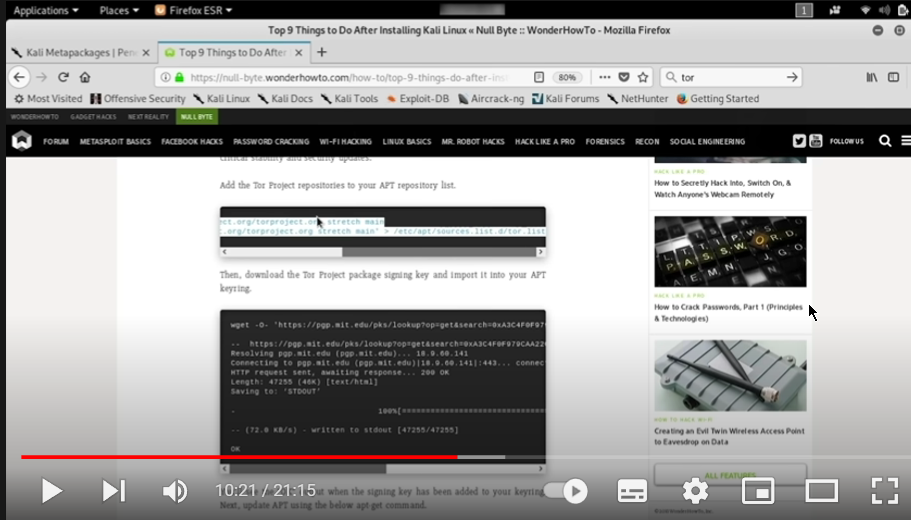 Applications ▾ Places ▾ Firefox ESR ▾ 1
Top 9 Things to Do After Installing Kali Linux « Null Byte :: WonderHowTo - Mozilla Firefox
Kali Metapackages | Pen × Top 9 Things to Do After × +
https://null-byte.wonderhowto.com/how-to/top-9-things-do-after-ins 80% ••• tor
Most Visited Offensive Security Kali Linux Kali Docs Kali Tools Exploit-DB Aircrack-ng Kali Forums NetHunter Getting Started
WONDERHOWTO GADGET HACKS NEXT REALITY NULL BYTE
FORUM METASPLOIT BASICS FACEBOOK HACKS PASSWORD CRACKING WI-FI HACKING LINUX BASICS MR. ROBOT HACKS HACK LIKE A PRO FORENSICS RECON SOCIAL ENGINEERING FOLLOW US
critical stability and security updates.
Add the Tor Project repositories to your APT repository list.
ct.org/torproject.org stretch main
.org/torproject.org stretch main' > /etc/apt/sources.list.d/tor.list
Then, download the Tor Project package signing key and import it into your APT
keyring.
wget -O- 'https://pgp.mit.edu/pks/lookup?op=get&search=0xA3C4F0F97
-- https://pgp.mit.edu/pks/lookup?op=get&search=0xA3C4F0F979CAA22
Resolving pgp.mit.edu (pgp.mit.edu)... 18.9.60.141
Connecting to pgp.mit.edu (pgp.mit.edu)|18.9.60.141|:443... connec
HTTP request sent, awaiting response... 200 OK
Length: 47255 (46K) [text/html]
Saving to: 'STDOUT'
- 100%[======================
-- (72.0 KB/s) - written to stdout [47255/47255]
OK
when the signing key has been added to your keyring.
Next, update APT using the below apt-get command.
HACK LIKE A PRO
How to Secretly Hack Into, Switch On, &
Watch Anyone's Webcam Remotely
PASSWORD
HACK LIKE A PRO
How to Crack Passwords, Part 1 (Principles
& Technologies)
HOW TO HACK WI-FI
Creating an Evil Twin Wireless Access Point
to Eavesdrop on Data
ALL FEATURES
10:21 / 21:15